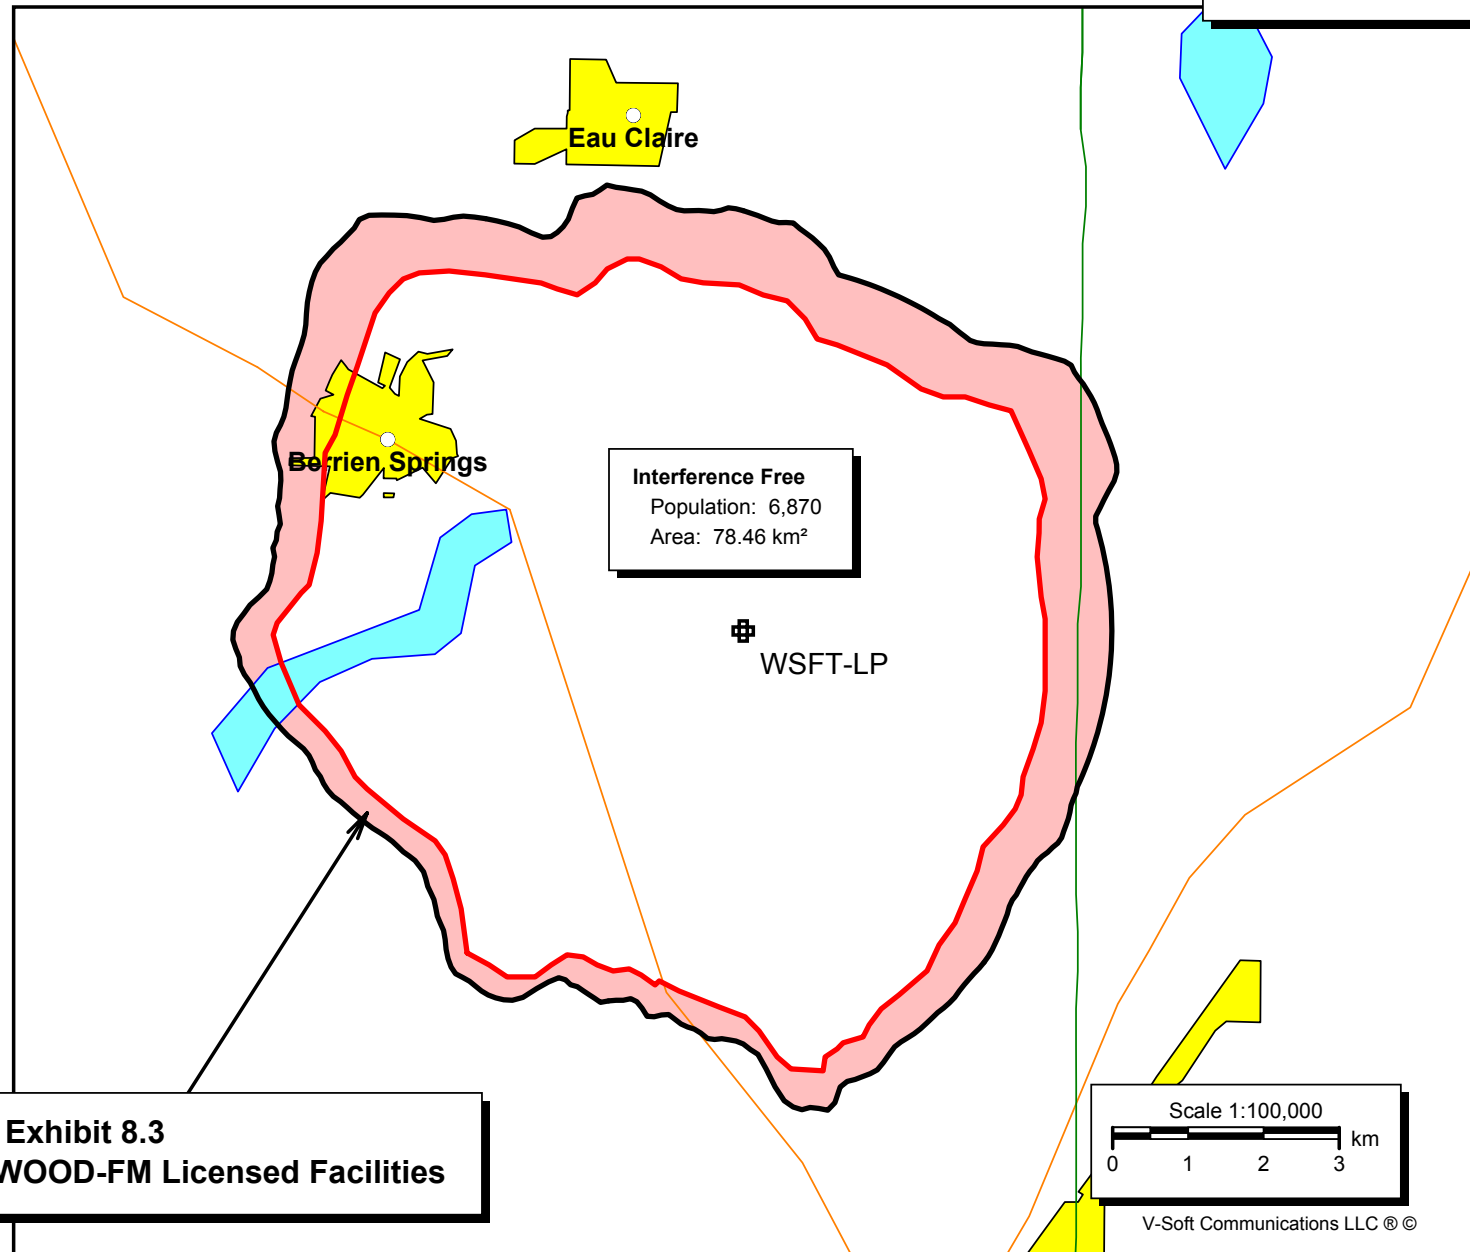 Eau Claire
Berrien Springs
Interference Free
Population: 6,870
Area: 78.46 km²
WSFT-LP
Exhibit 8.3
WOOD-FM Licensed Facilities
Scale 1:100,000
km
0 1 2 3
V-Soft Communications LLC ® ©